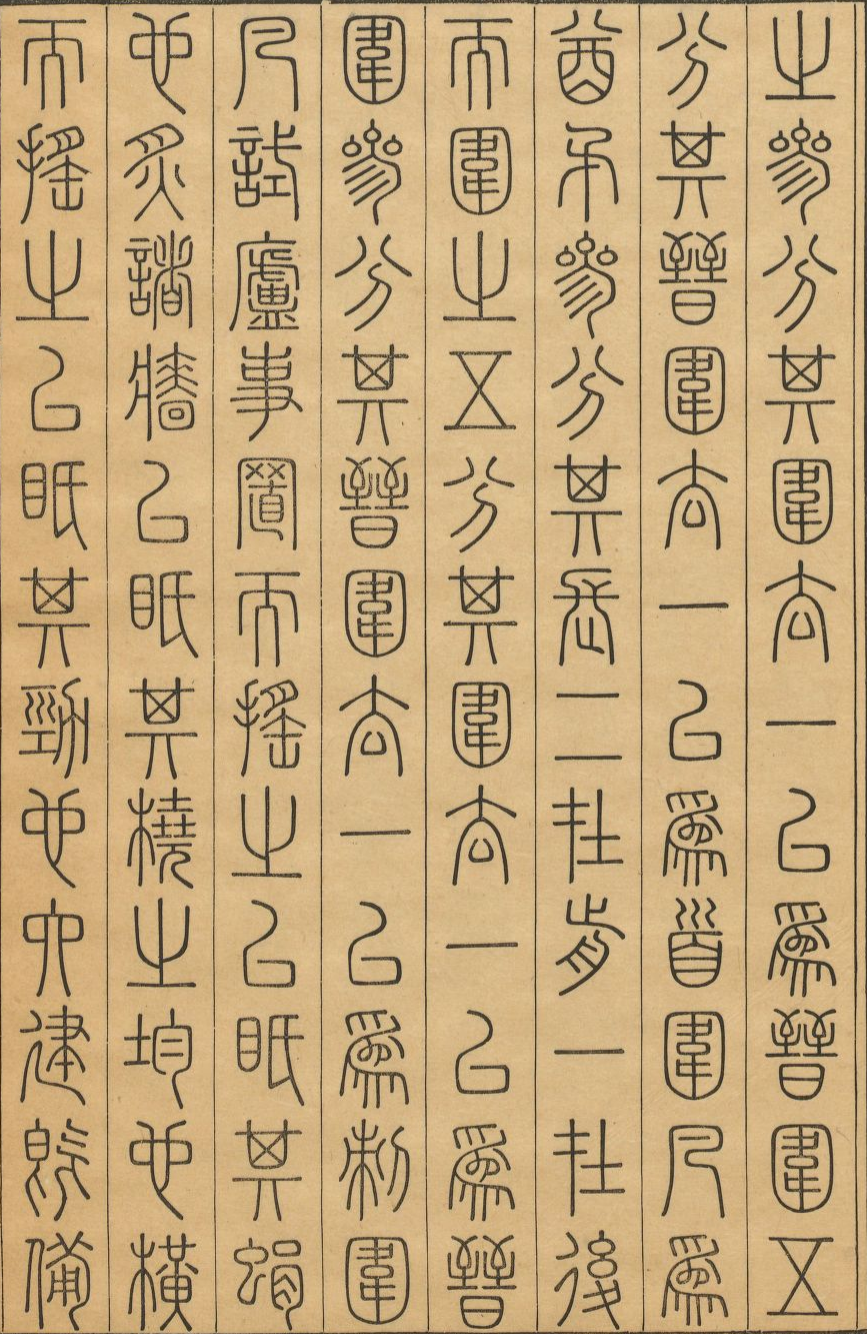 之參分其圍去一以為晉圍五
分其晉圍去一以為首圍凡為
酋矛參分其長二在前一在後
而圍之五分其圍去一以為晉
圍參分其晉圍去一以為刺圍
凡試廬事置而搖之以眡其蜎
也灸諸牆以眡其橈之均也橫
而搖之以眡其勁也六建既備